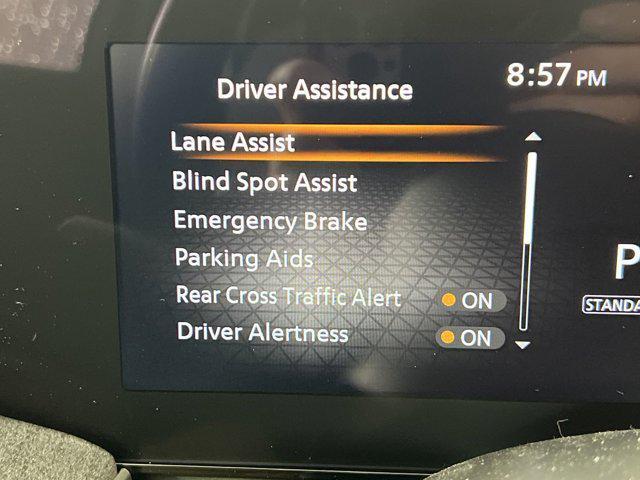 Driver Assistance
8:57 PM
Lane Assist
Blind Spot Assist
Emergency Brake
Parking Aids
P
Rear Cross Traffic Alert ON
Driver Alertness ON